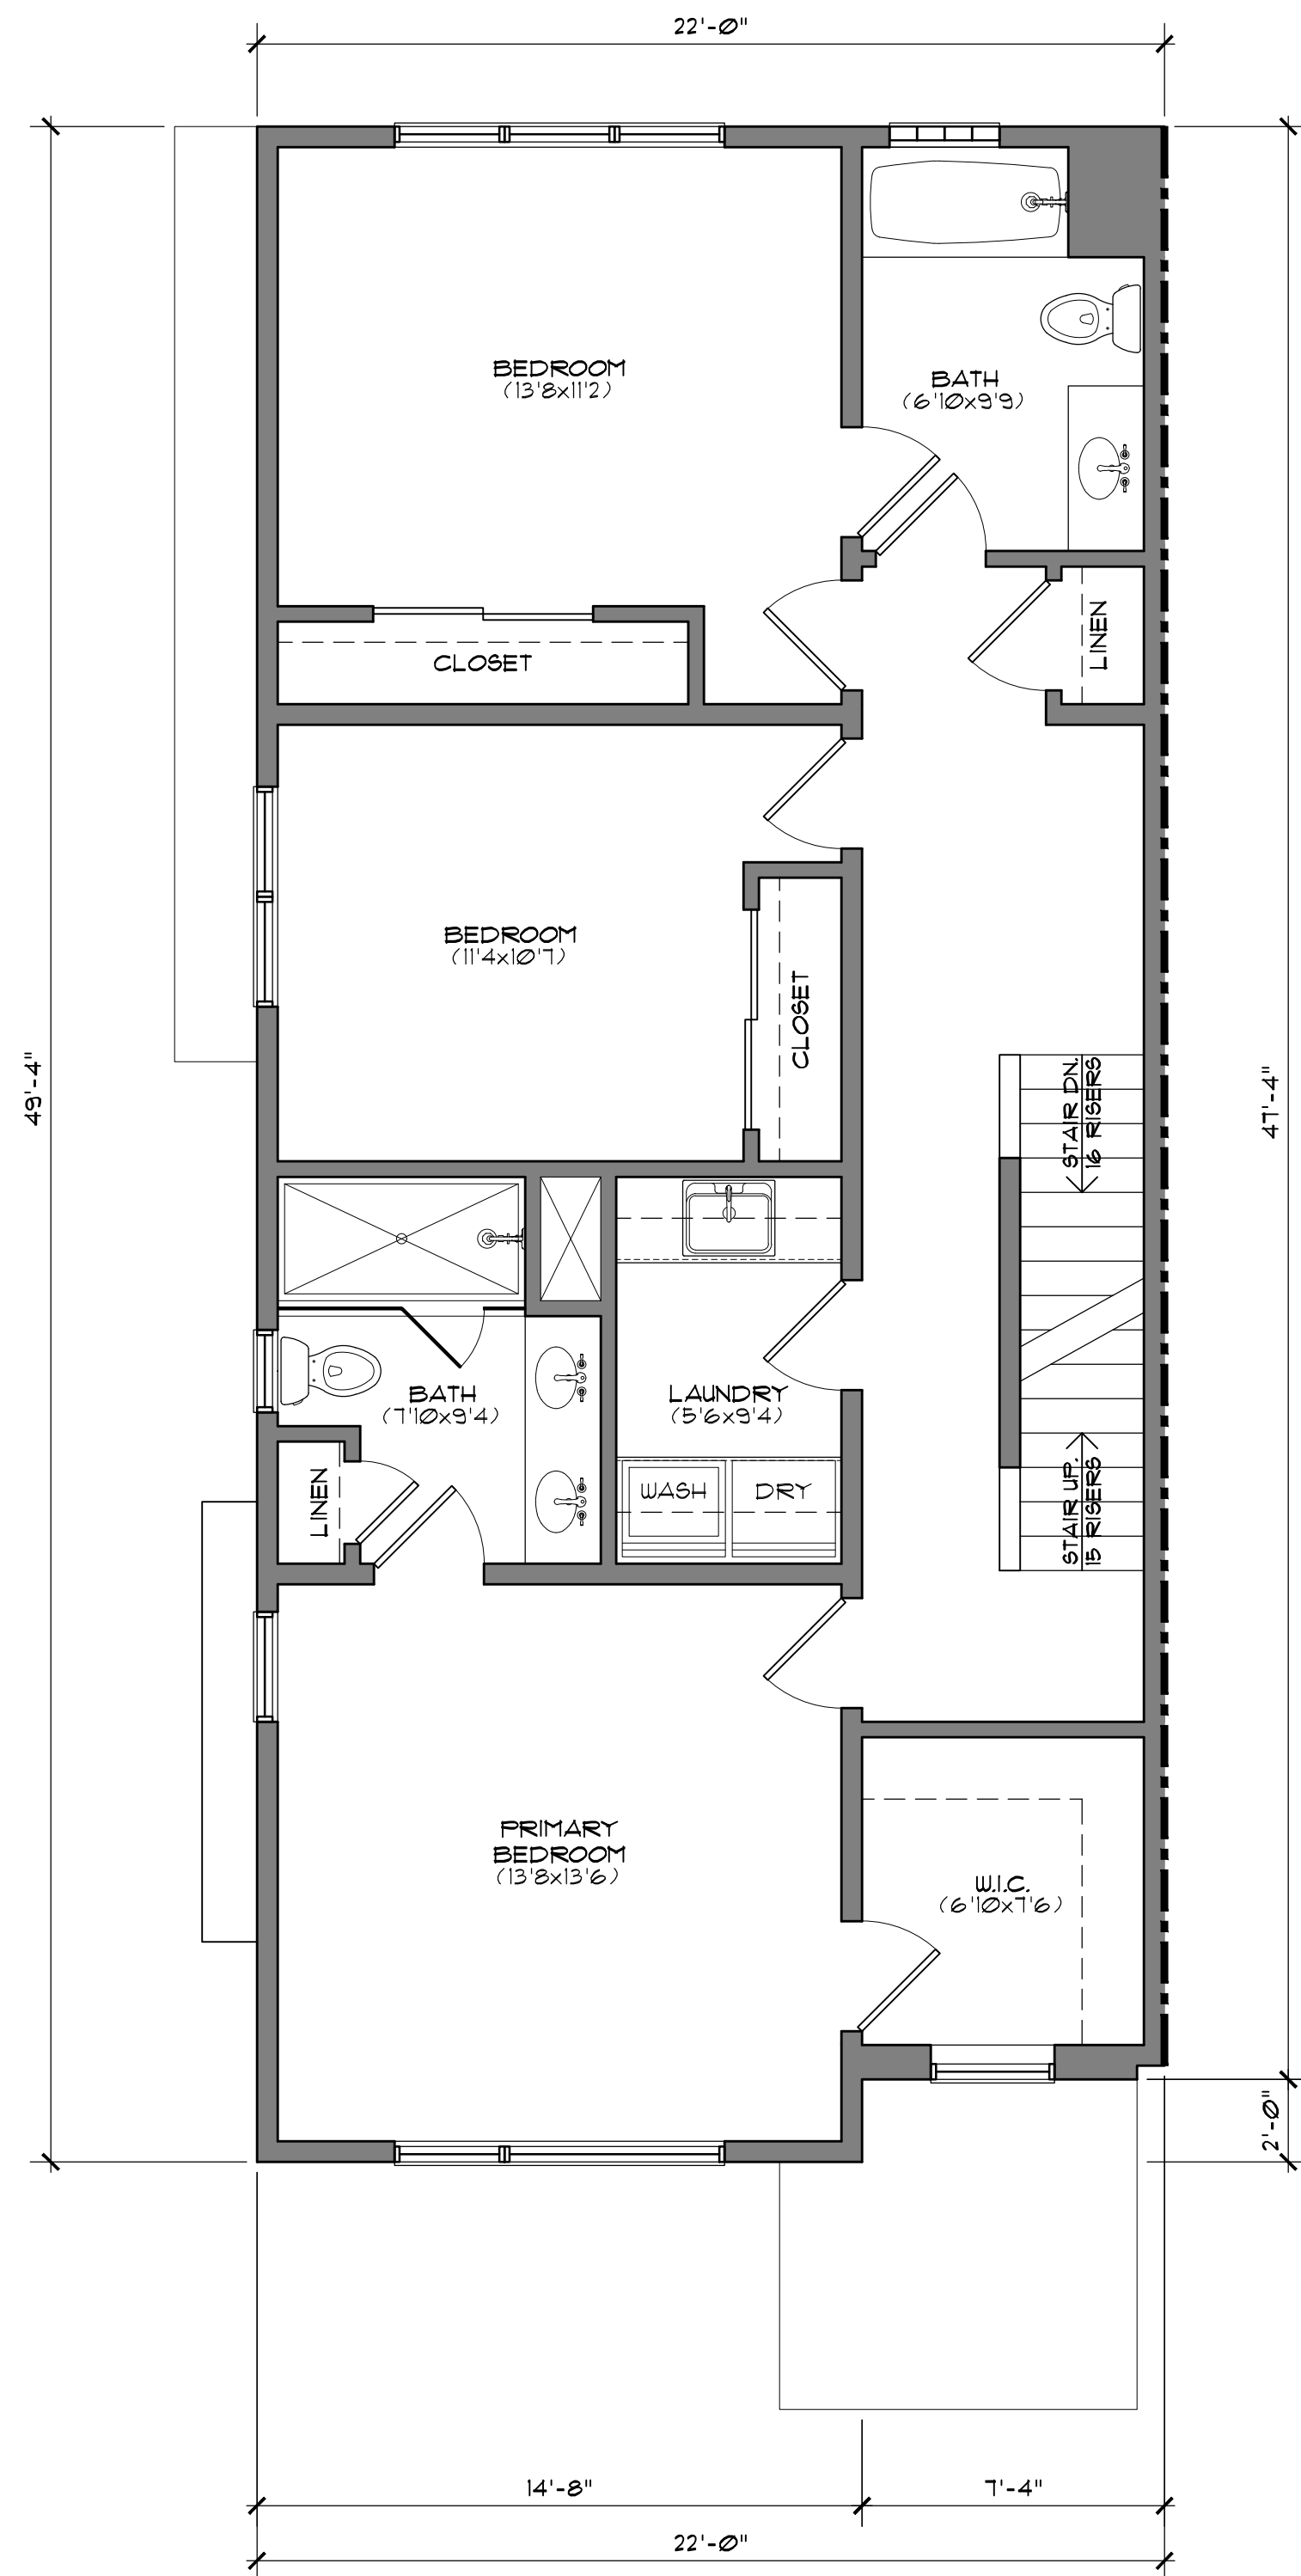 22'-0"
BEDROOM
(13'8x11'2)
BATH
(6'10x9'9)
LINEN
CLOSET
BEDROOM
(11'4x10'7)
CLOSET
49'-4"
47'-4"
STAIR DN.
16 RISERS
BATH
(7'10x9'4)
LAUNDRY
(5'6x9'4)
LINEN
WASH
DRY
STAIR UP.
15 RISERS
PRIMARY
BEDROOM
(13'8x13'6)
W.I.C.
(6'10x7'6)
2'-0"
14'-8"
7'-4"
22'-0"